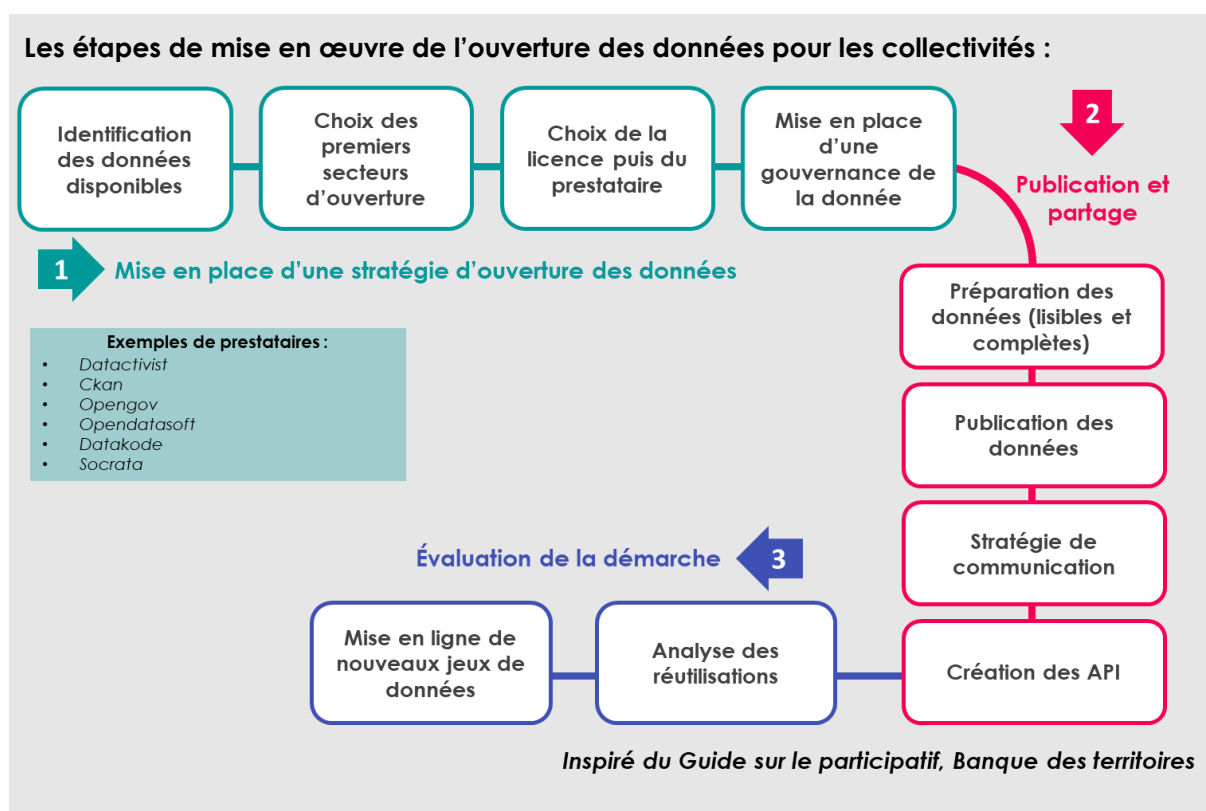 Les étapes de mise en œuvre de l’ouverture des données pour les collectivités :
Identification
des données
disponibles
Choix des
premiers
secteurs
d’ouverture
Choix de la
licence puis du
prestataire
Mise en place
d’une
gouvernance de
la donnée
2
Publication et
partage
1
Mise en place d’une stratégie d’ouverture des données
Préparation des
données (lisibles et
complètes)
Exemples de prestataires :
• Datactivist
• Ckan
• Opengov
• Opendatasoft
• Datakode
• Socrata
Publication des
données
Stratégie de
communication
Création des API
Évaluation de la démarche
3
Analyse des
réutilisations
Mise en ligne de
nouveaux jeux de
données
Inspiré du Guide sur le participatif, Banque des territoires